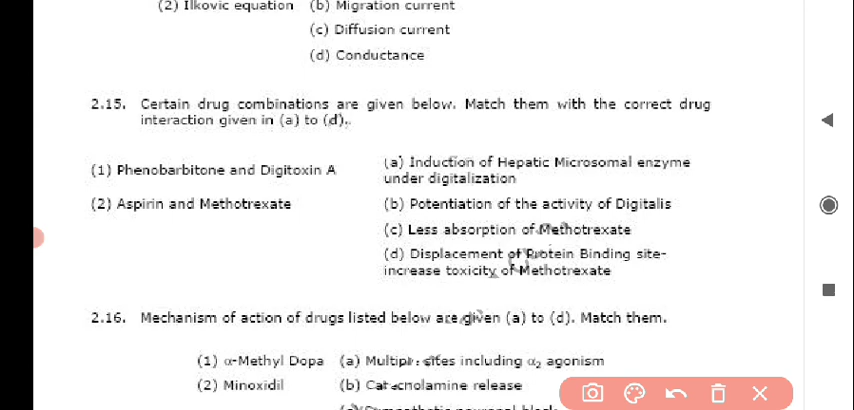 (2) Ilkovic equation (b) Migration current
(c) Diffusion current
(d) Conductance
2.15. Certain drug combinations are given below. Match them with the correct drug
interaction given in (a) to (d).
(1) Phenobarbitone and Digitoxin A
(a) Induction of Hepatic Microsomal enzyme
under digitalization
(2) Aspirin and Methotrexate
(b) Potentiation of the activity of Digitalis
(c) Less absorption of Methotrexate
(d) Displacement of Protein Binding site-
increase toxicity of Methotrexate
2.16. Mechanism of action of drugs listed below are given (a) to (d). Match them.
(1) α-Methyl Dopa (a) Multiple sites including α₂ agonism
(2) Minoxidil (b) Catecholamine release